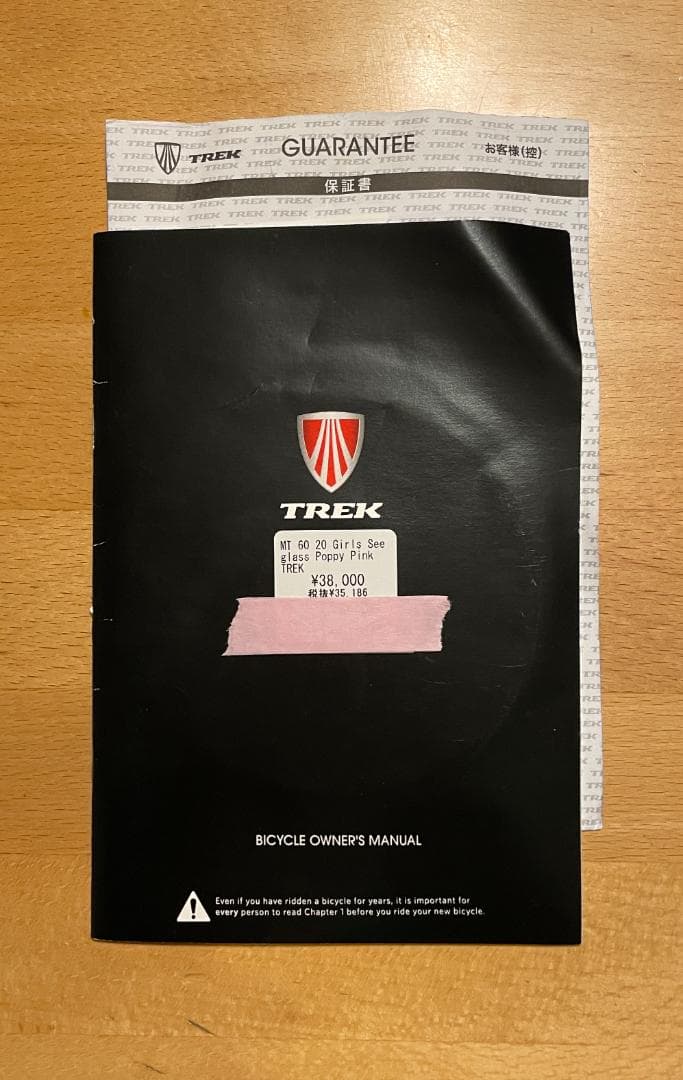 TREK GUARANTEE お客様(控)
保証書
TREK
MT 60 20 Girls See
glass Poppy Pink
TREK
¥38,000
税抜¥35,186
BICYCLE OWNER'S MANUAL
Even if you have ridden a bicycle for years, it is important for
every person to read Chapter 1 before you ride your new bicycle.